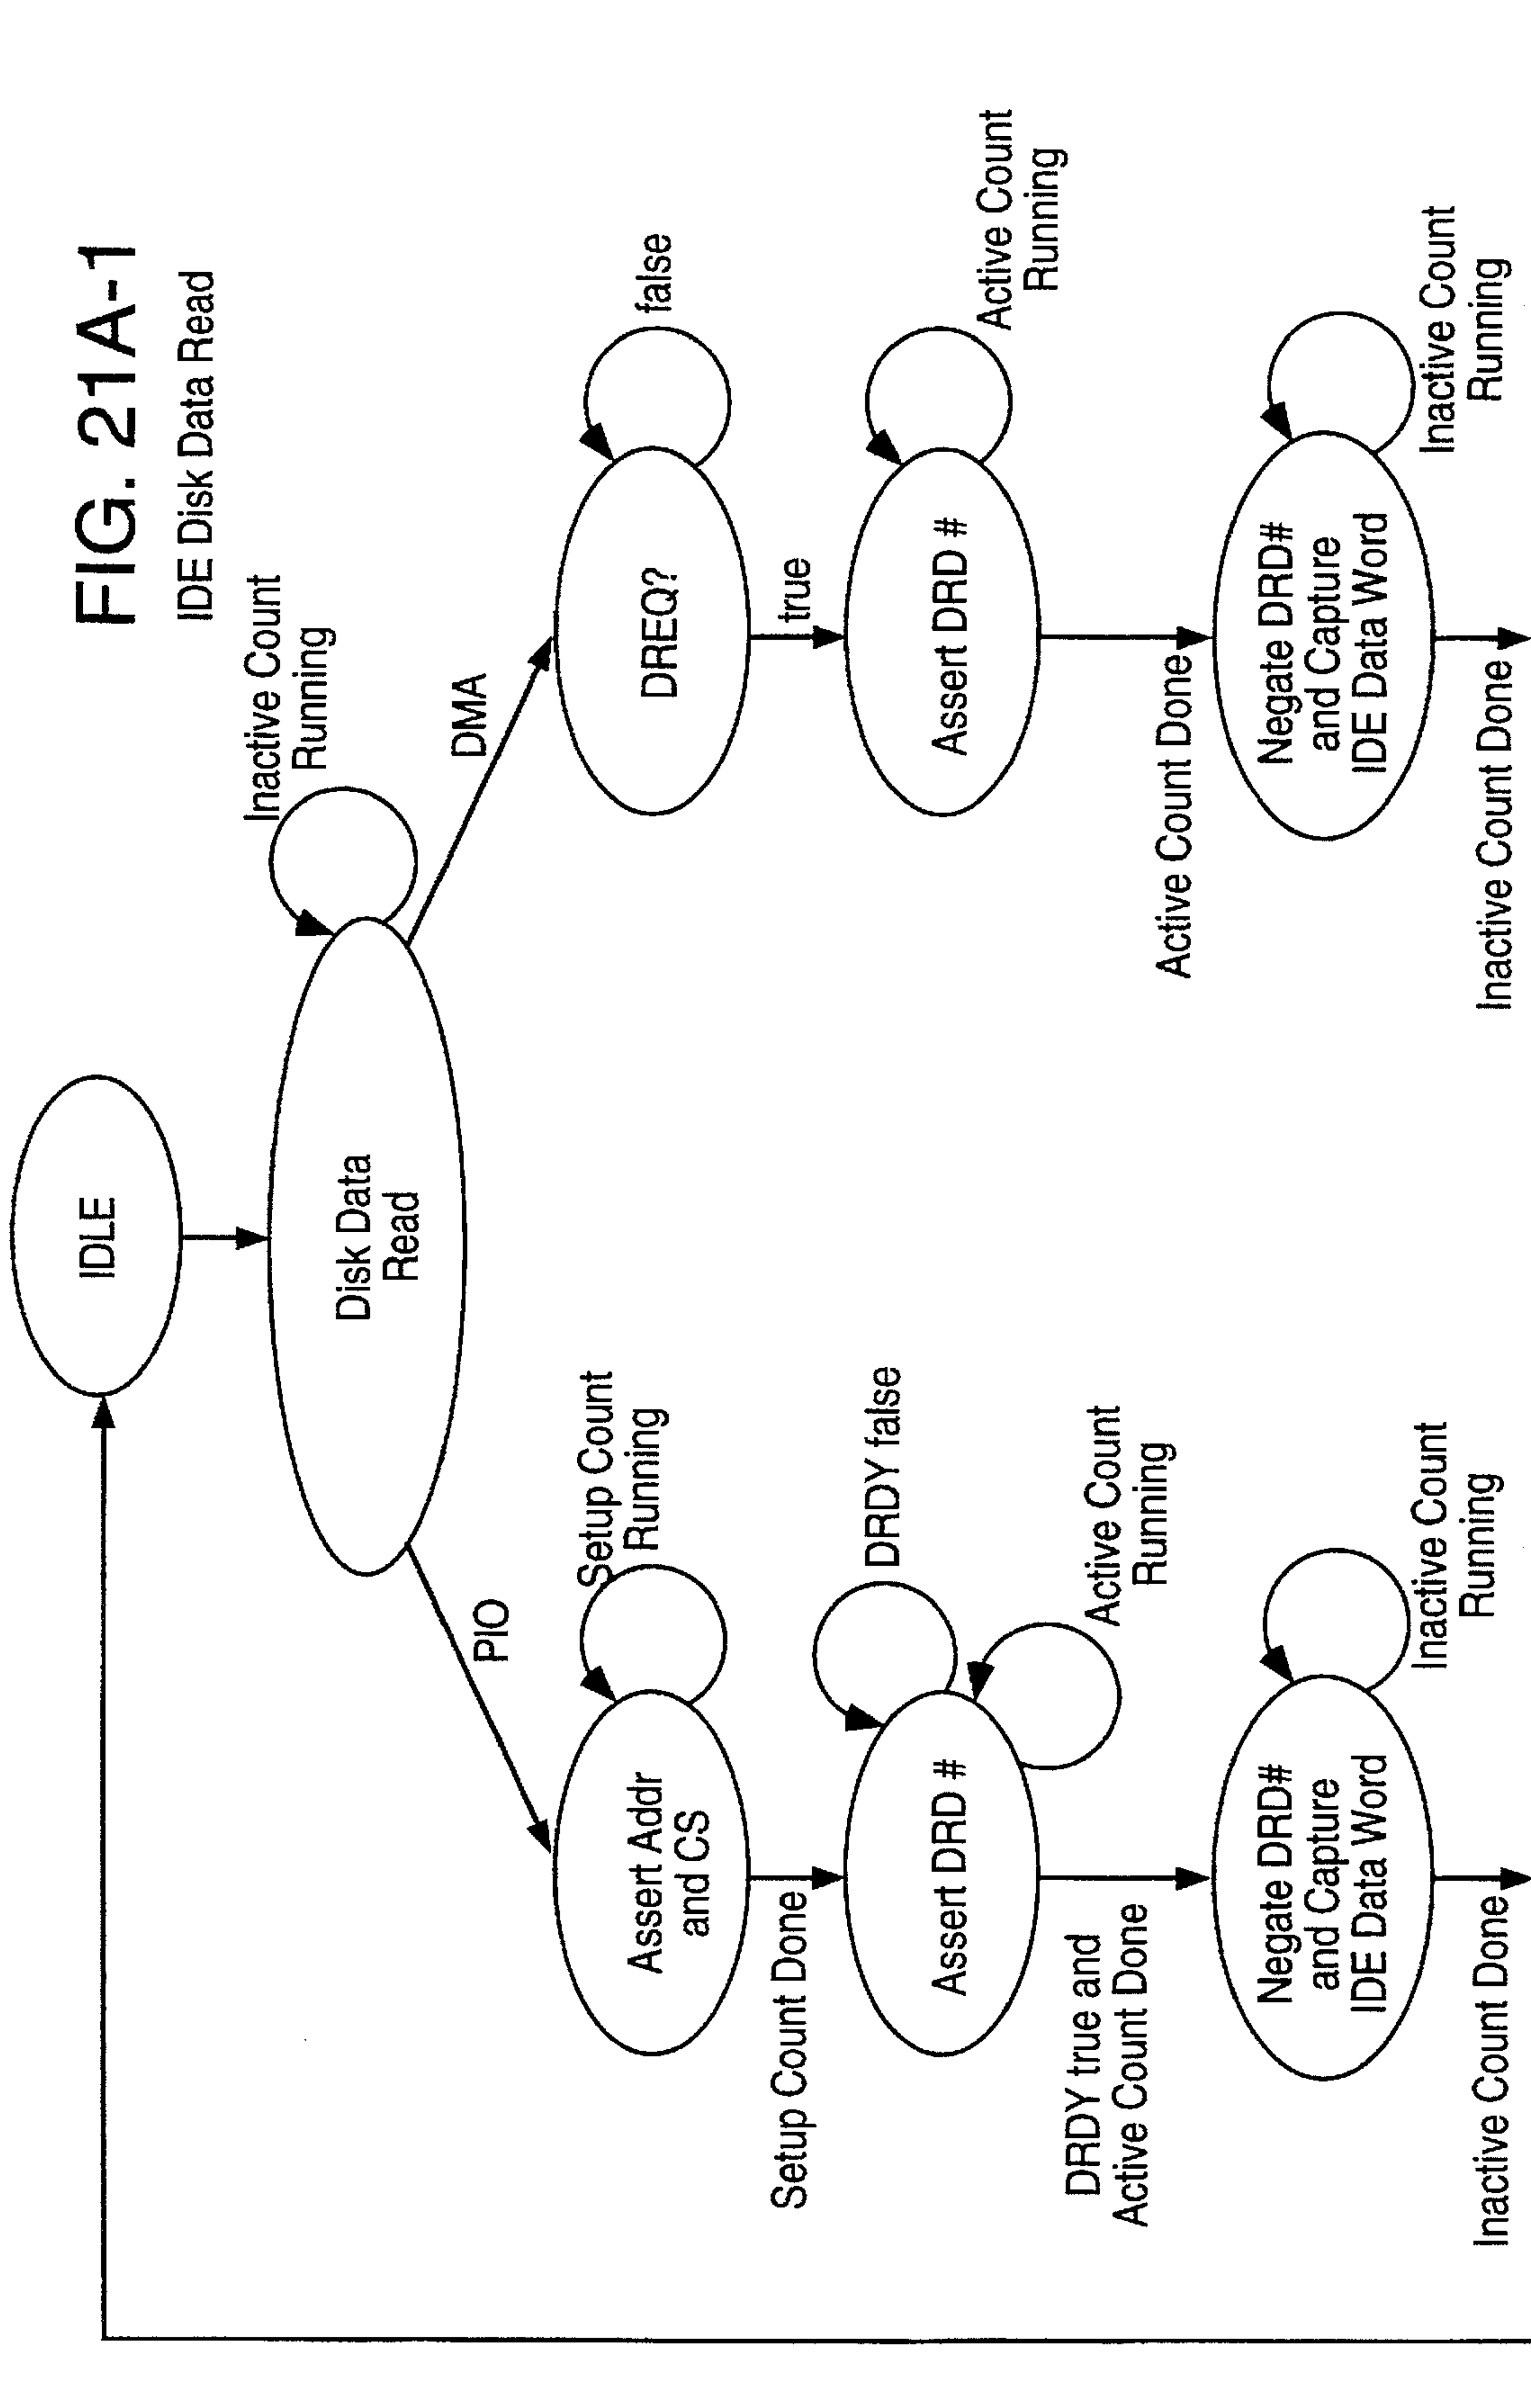 FIG. 21A-1
IDE Disk Data Read
IDLE
Disk Data
Read
Inactive Count
Running
PIO
DMA
Assert Addr
and CS
Setup Count
Running
DREQ?
false
Setup Count Done
true
Assert DRD #
DRDY false
Active Count
Running
Assert DRD #
Active Count
Running
DRDY true and
Active Count Done
Active Count Done
Negate DRD#
and Capture
IDE Data Word
Inactive Count
Running
Negate DRD#
and Capture
IDE Data Word
Inactive Count
Running
Inactive Count Done
Inactive Count Done